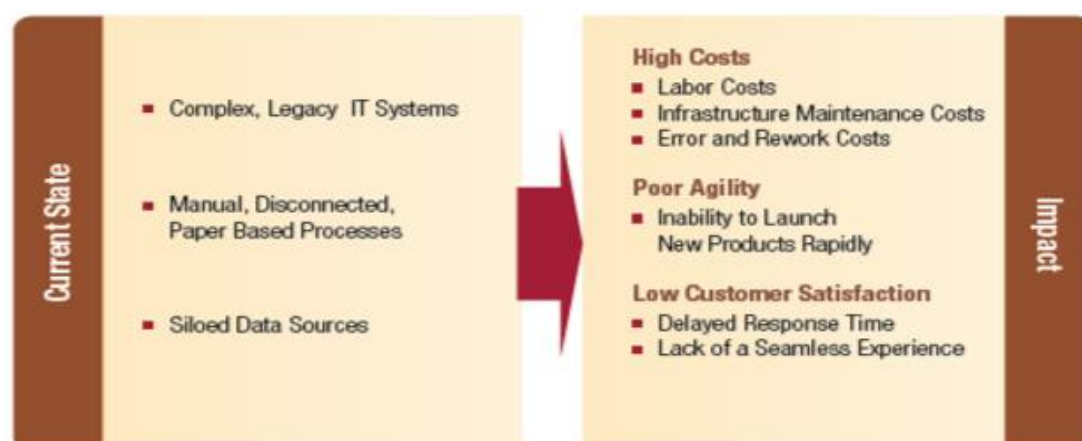 Current State
Complex, Legacy IT Systems
Manual, Disconnected,
Paper Based Processes
Siloed Data Sources
High Costs
Labor Costs
Infrastructure Maintenance Costs
Error and Rework Costs
Poor Agility
Inability to Launch
New Products Rapidly
Low Customer Satisfaction
Delayed Response Time
Lack of a Seamless Experience
Impact